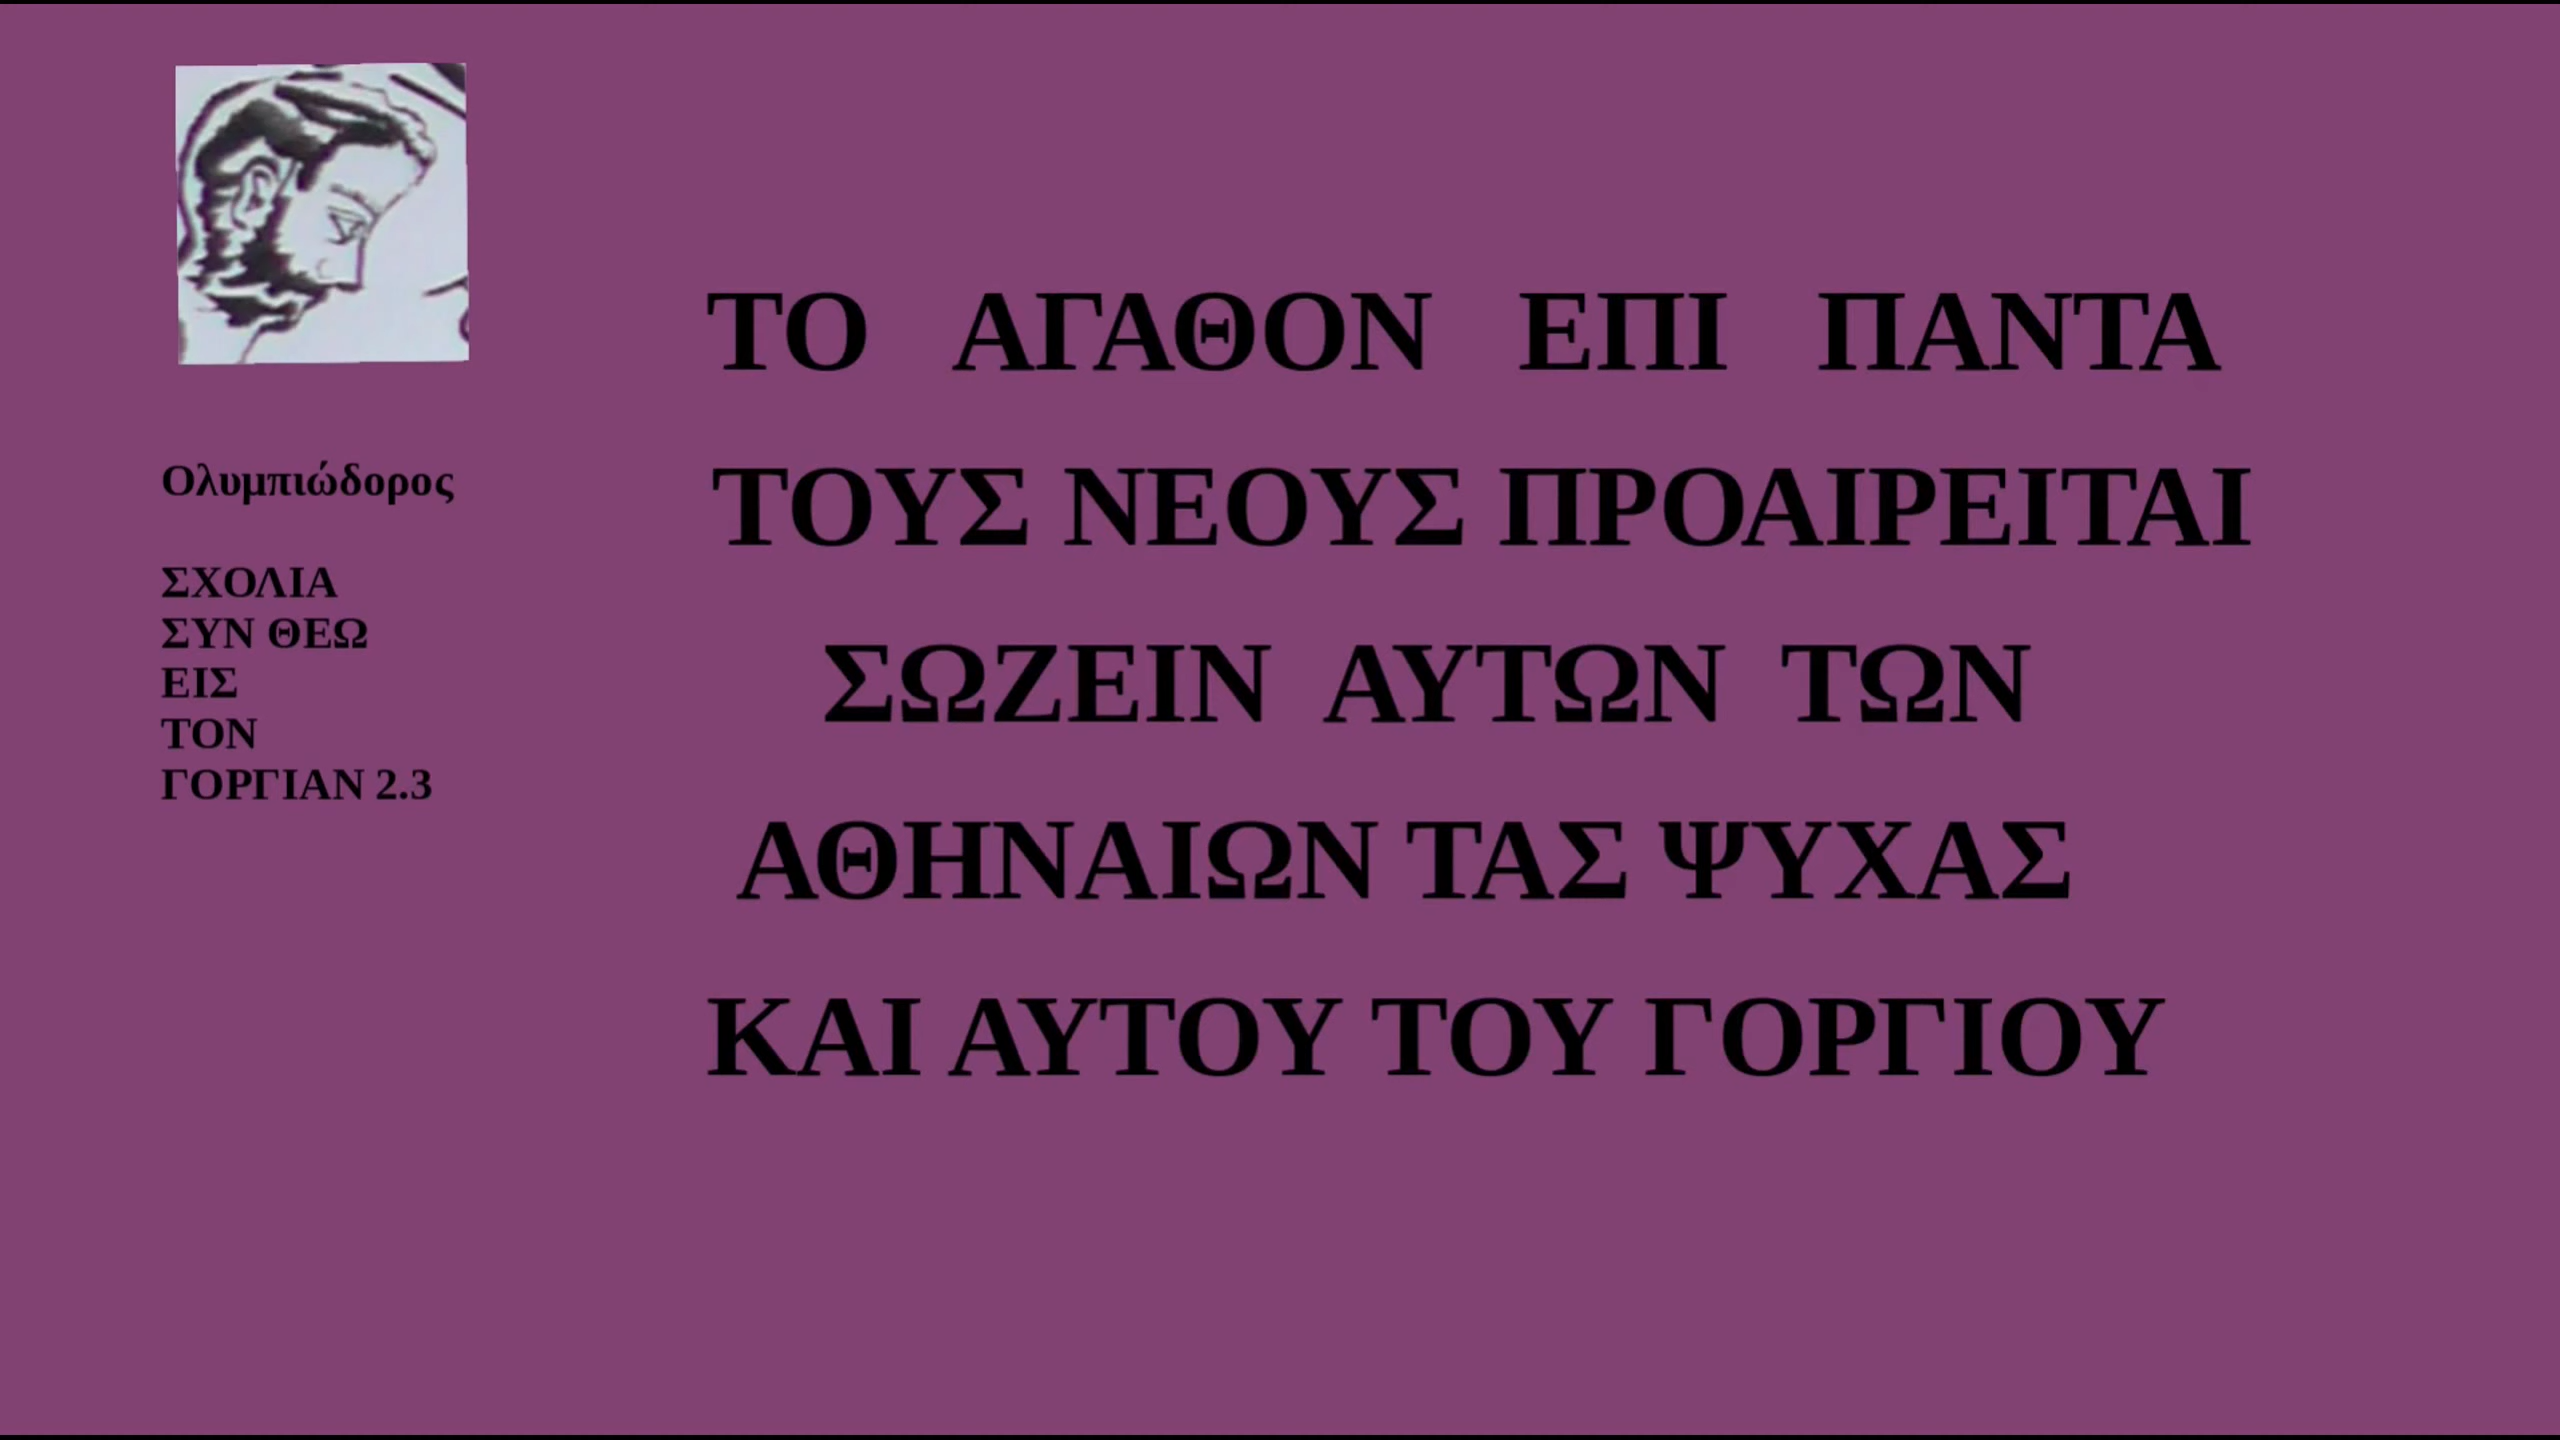 Ολυμπιώδορος
ΣΧΟΛΙΑ
ΣΥΝ ΘΕΩ
ΕΙΣ
ΤΟΝ
ΓΟΡΓΙΑΝ 2.3
ΤΟ ΑΓΑΘΟΝ ΕΠΙ ΠΑΝΤΑ
ΤΟΥΣ ΝΕΟΥΣ ΠΡΟΑΙΡΕΙΤΑΙ
ΣΩΖΕΙΝ ΑΥΤΩΝ ΤΩΝ
ΑΘΗΝΑΙΩΝ ΤΑΣ ΨΥΧΑΣ
ΚΑΙ ΑΥΤΟΥ ΤΟΥ ΓΟΡΓΙΟΥ